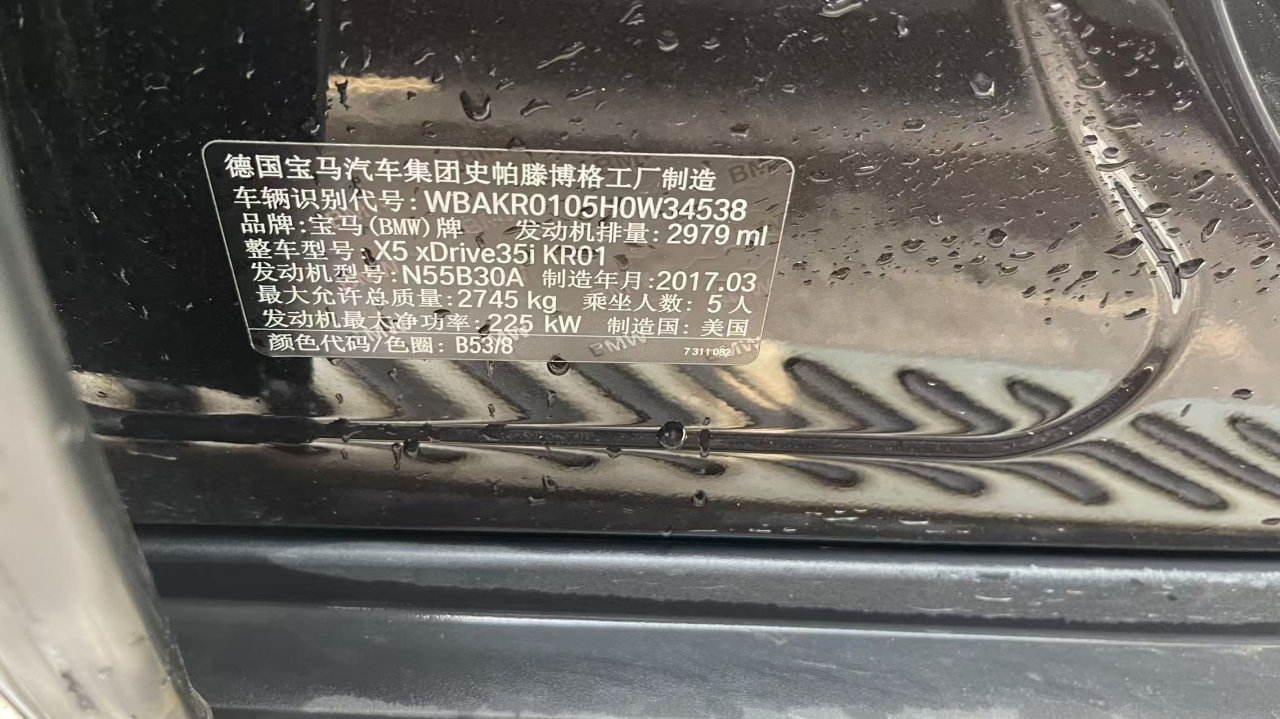 德国宝马汽车集团史帕滕博格工厂制造
车辆识别代号: WBAKR0105H0W34538
品牌: 宝马(BMW)牌 发动机排量: 2979 ml
整车型号: X5 xDrive35i KR01
发动机型号: N55B30A 制造年月: 2017.03
最大允许总质量: 2745 kg 乘坐人数: 5 人
发动机最大净功率: 225 kW 制造国: 美国
颜色代码/色圈: B53/8 7311082